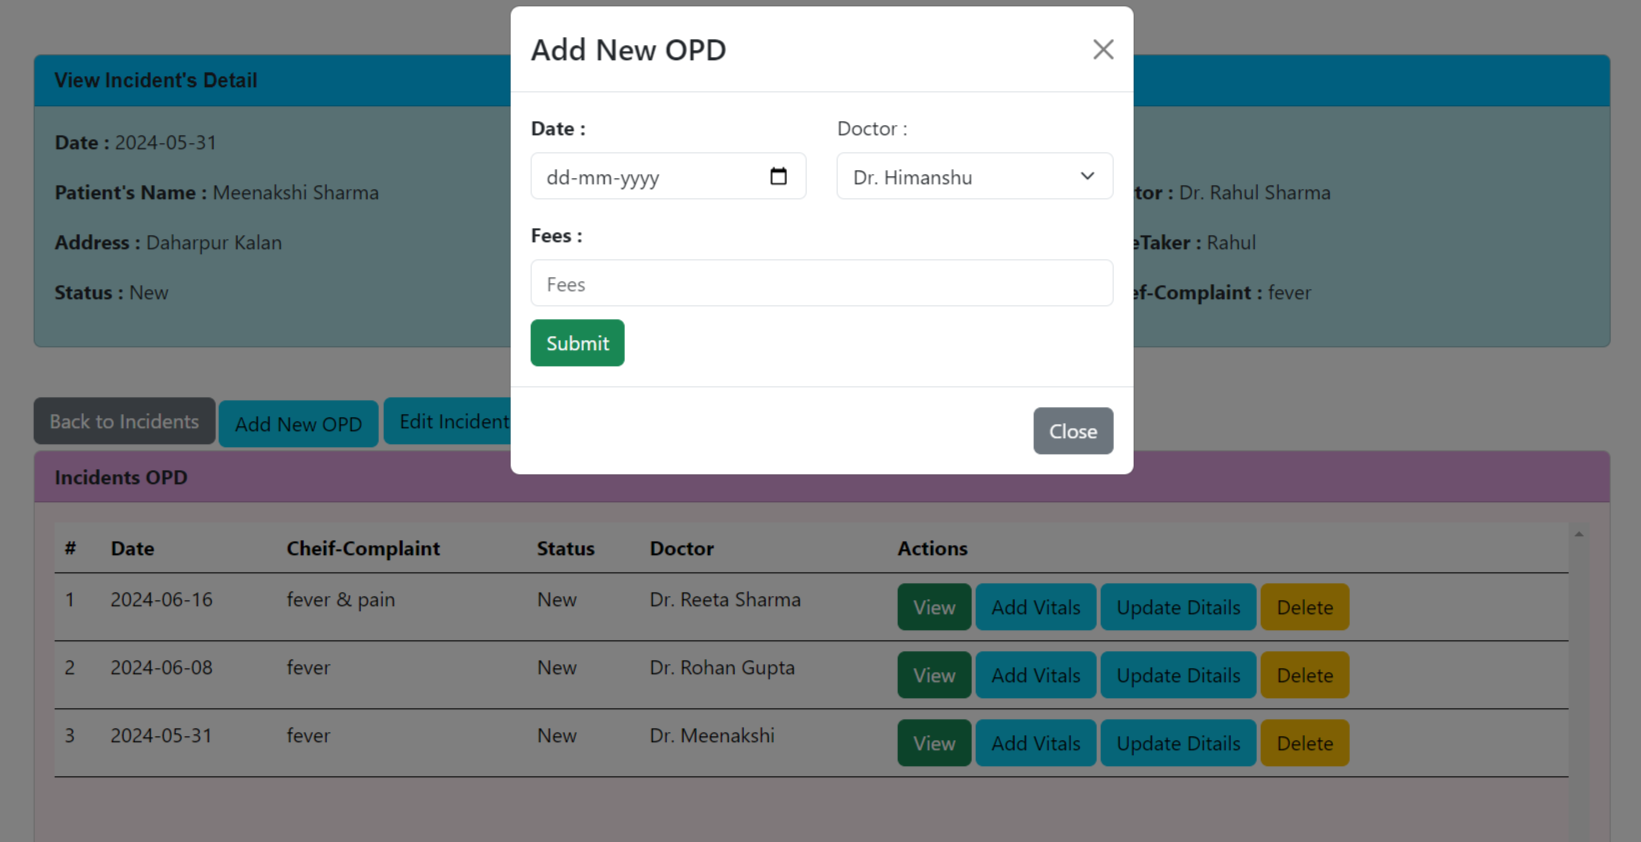 Add New OPD
Date :
Doctor :
dd-mm-yyyy
Dr. Himanshu
Fees :
Fees
Submit
Close
View Incident's Detail
Date : 2024-05-31
Patient's Name : Meenakshi Sharma
tor : Dr. Rahul Sharma
Address : Daharpur Kalan
eTaker : Rahul
Status : New
ef-Complaint : fever
Back to Incidents
Add New OPD
Edit Incident
Incidents OPD
# Date Cheif-Complaint Status Doctor Actions
1 2024-06-16 fever & pain New Dr. Reeta Sharma View Add Vitals Update Ditails Delete
2 2024-06-08 fever New Dr. Rohan Gupta View Add Vitals Update Ditails Delete
3 2024-05-31 fever New Dr. Meenakshi View Add Vitals Update Ditails Delete